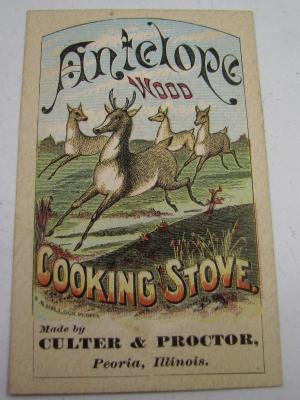 Antelope
WOOD
COOKING STOVE,
Made by
CULTER & PROCTOR,
Peoria, Illinois.